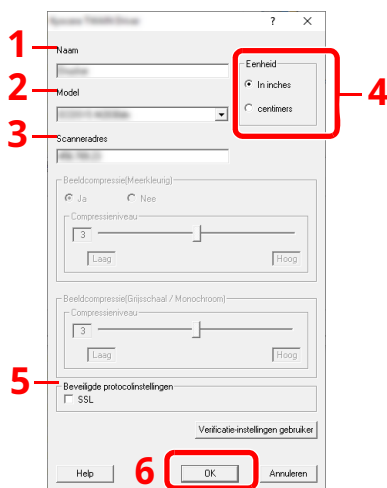 ? ×
1
Naam
2
Model
3
Scanneradres
Eenheid
In inches
centimers
4
Beeldcompressie(Meerkleurig)
Ja Nee
Compressieniveau
3
Laag Hoog
Beeldcompressie(Grijsschaal / Monochroom)
Compressieniveau
3
Laag Hoog
5
Beveiligde protocolinstellingen
SSL
Verificatie-instellingen gebruiker
6
Help OK Annuleren